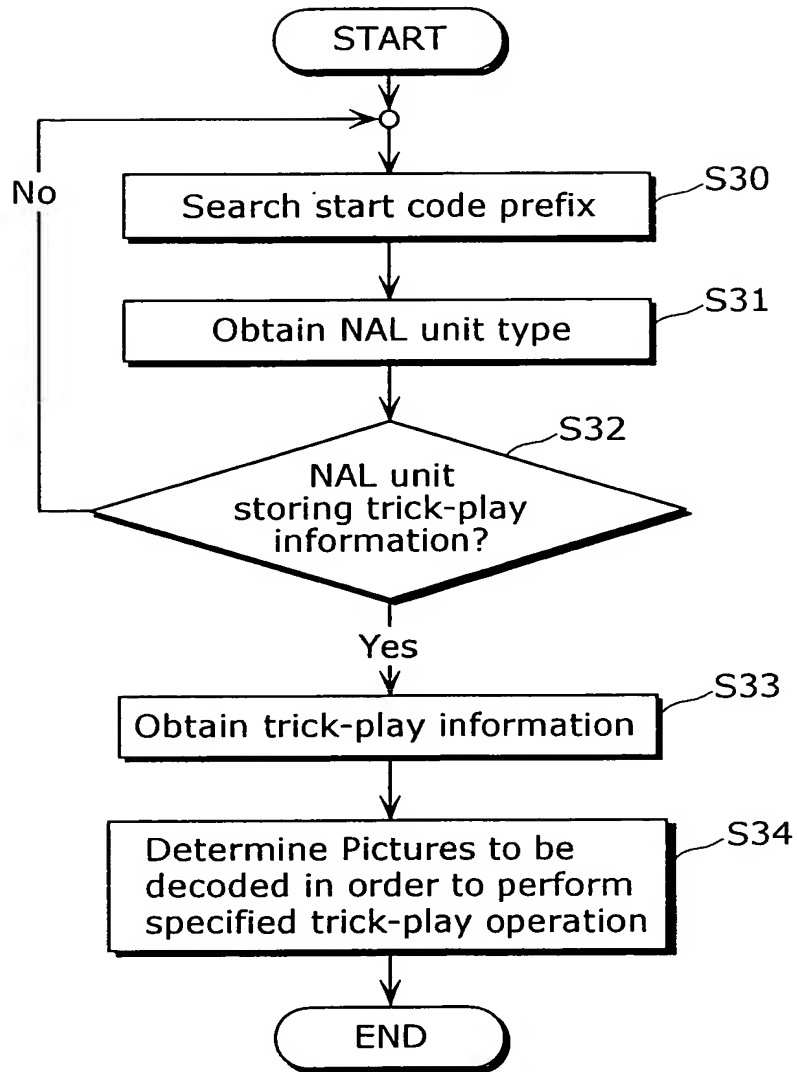 START
No
Search start code prefix
S30
Obtain NAL unit type
S31
S32
NAL unit
storing trick-play
information?
Yes
S33
Obtain trick-play information
S34
Determine Pictures to be
decoded in order to perform
specified trick-play operation
END